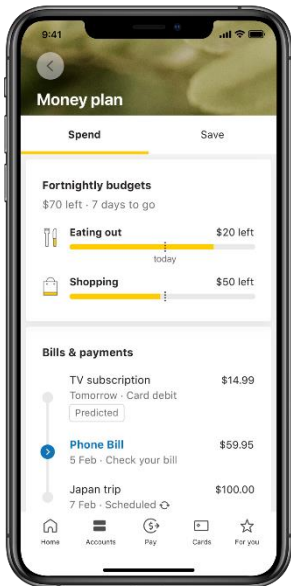 9:41
Money plan
Spend Save
Fortnightly budgets
$70 left · 7 days to go
Eating out $20 left
today
Shopping $50 left
Bills & payments
TV subscription $14.99
Tomorrow · Card debit
Predicted
Phone Bill $59.95
5 Feb · Check your bill
Japan trip $100.00
7 Feb · Scheduled
Home Accounts Pay Cards For you